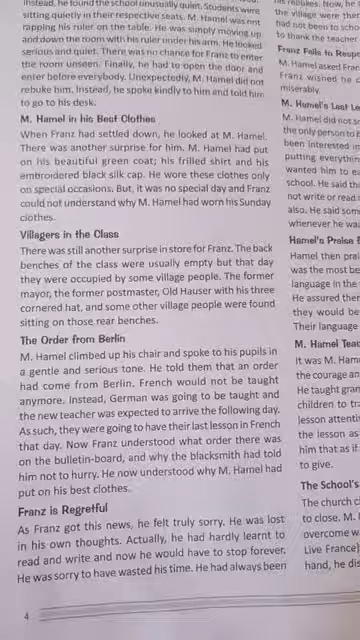 Instead, he found the school unusually quiet. Students were
sitting quietly in their respective seats. M. Hamel was not
rapping his ruler on the table. He was simply moving up
and down the room with his ruler under his arm. He looked
serious and quiet. There was no chance for Franz to enter
the room unseen. Finally, he had to open the door and
enter before everybody. Unexpectedly, M. Hamel did not
rebuke him. Instead, he spoke kindly to him and told him
to go to his desk.
M. Hamel in his Best Clothes
When Franz had settled down, he looked at M. Hamel.
There was another surprise for him. M. Hamel had put
on his beautiful green coat; his frilled shirt and his
embroidered black silk cap. He wore these clothes only
on special occasions. But, it was no special day and Franz
could not understand why M. Hamel had worn his Sunday
clothes.
Villagers in the Class
There was still another surprise in store for Franz. The back
benches of the class were usually empty but that day
they were occupied by some village people. The former
mayor, the former postmaster, Old Hauser with his three
cornered hat, and some other village people were found
sitting on those rear benches.
The Order from Berlin
M. Hamel climbed up his chair and spoke to his pupils in
a gentle and serious tone. He told them that an order
had come from Berlin. French would not be taught
anymore. Instead, German was going to be taught and
the new teacher was expected to arrive the following day.
As such, they were going to have their last lesson in French
that day. Now Franz understood what order there was
on the bulletin-board, and why the blacksmith had told
him not to hurry. He now understood why M. Hamel had
put on his best clothes.
Franz is Regretful
As Franz got this news, he felt truly sorry. He was lost
in his own thoughts. Actually, he had hardly learnt to
read and write and now he would have to stop forever.
He was sorry to have wasted his time. He had always been
4
his rebukes. Now, he
the village were
had not been to
to thank the teacher
Franz Fails to
M. Hamel asked
Franz wished he
miserably.
M. Hamel's Last
M. Hamel did not
the only person to
been interested in
putting everything
wanted him to
school. He said
not write or read
also. He said
whenever he
Hamel's Praise
Hamel then
was the most
language in the
He assured
they would be
Their language
M. Hamel
It was M.
the courage an
He taught
children to
lesson
the lesson as
him that as if
to give.
The School's
The church
to close. M.
overcome
Live France)
hand, he